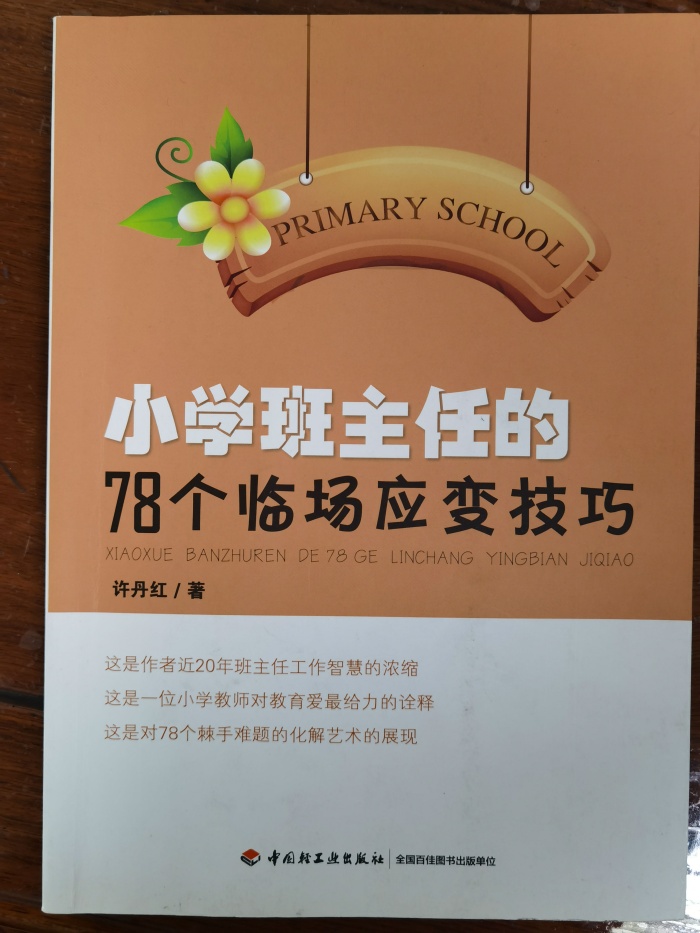 PRIMARY SCHOOL
小学班主任的
78个临场应变技巧
XIAOXUE BANZHUREN DE 78 GE LINCHANG YINGBIAN JIQIAO
许丹红 / 著
这是作者近20年班主任工作智慧的浓缩
这是一位小学教师对教育爱最给力的诠释
这是对78个棘手难题的化解艺术的展现
中国轻工业出版社 | 全国百佳图书出版单位